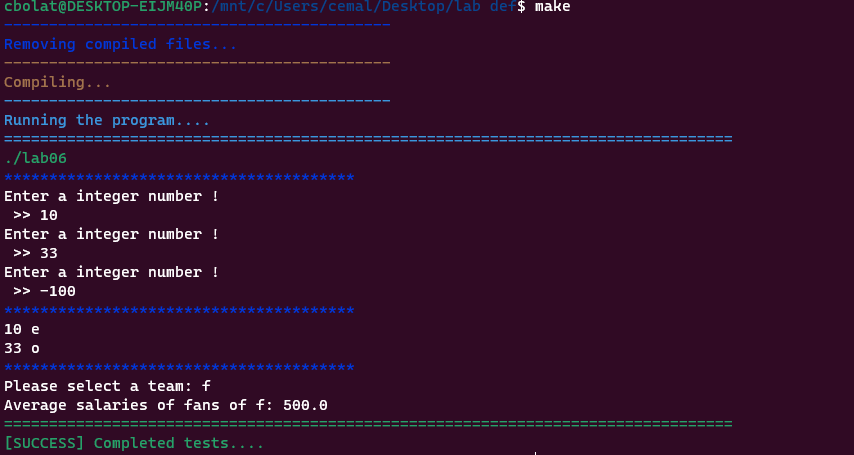 cbolat@DESKTOP-EIJM40P:/mnt/c/Users/cemal/Desktop/lab def$ make
-------------------------------------------
Removing compiled files...
-------------------------------------------
Compiling...
-------------------------------------------
Running the program....
=================================================================================
./lab06
***************************************
Enter a integer number !
 >> 10
Enter a integer number !
 >> 33
Enter a integer number !
 >> -100
***************************************
10 e
33 o
***************************************
Please select a team: f
Average salaries of fans of f: 500.0
=================================================================================
[SUCCESS] Completed tests....